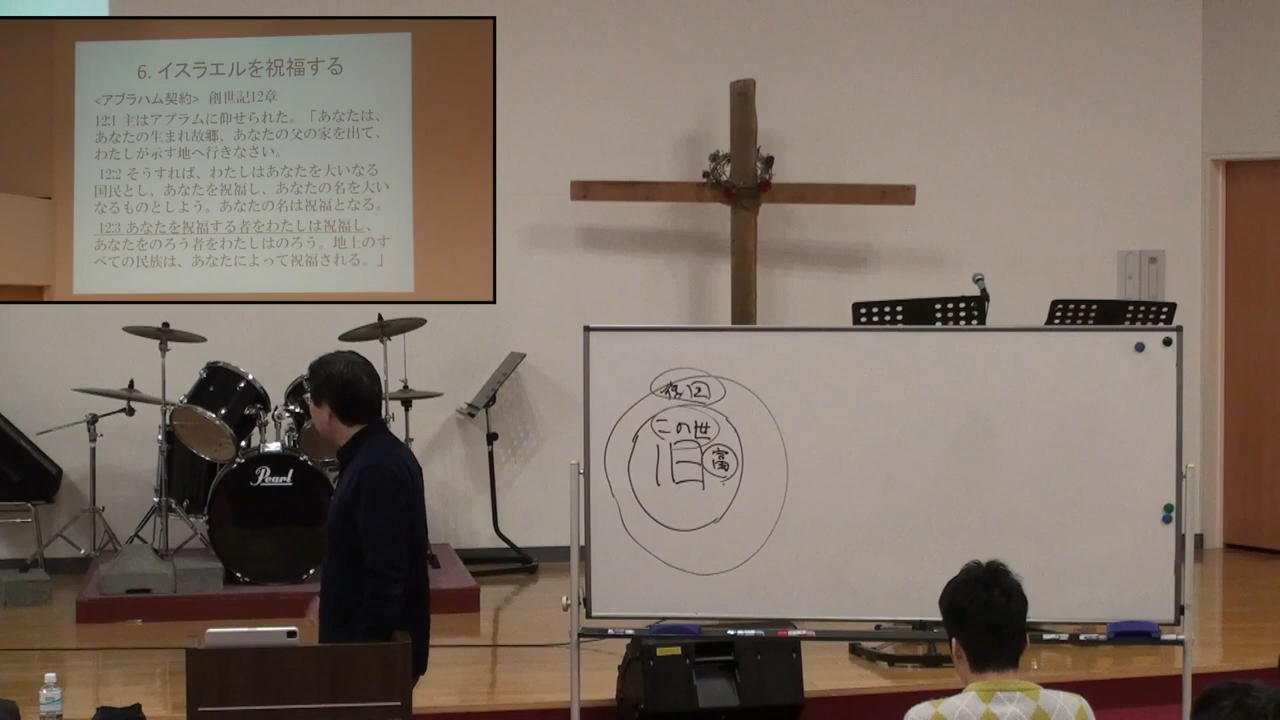 6. イスラエルを祝福する
<アブラハム契約> 創世記12章
12:1 主はアブラムに仰せられた。「あなたは、
あなたの生まれ故郷、あなたの父の家を出て、
わたしが示す地へ行きなさい。
12:2 そうすれば、わたしはあなたを大いなる
国民とし、あなたを祝福し、あなたの名を大い
なるものとしよう。あなたの名は祝福となる。
12:3 あなたを祝福する者をわたしは祝福し、
あなたをのろう者をわたしはのろう。地上のす
べての民族は、あなたによって祝福される。」
Pearl
この世
旧
富